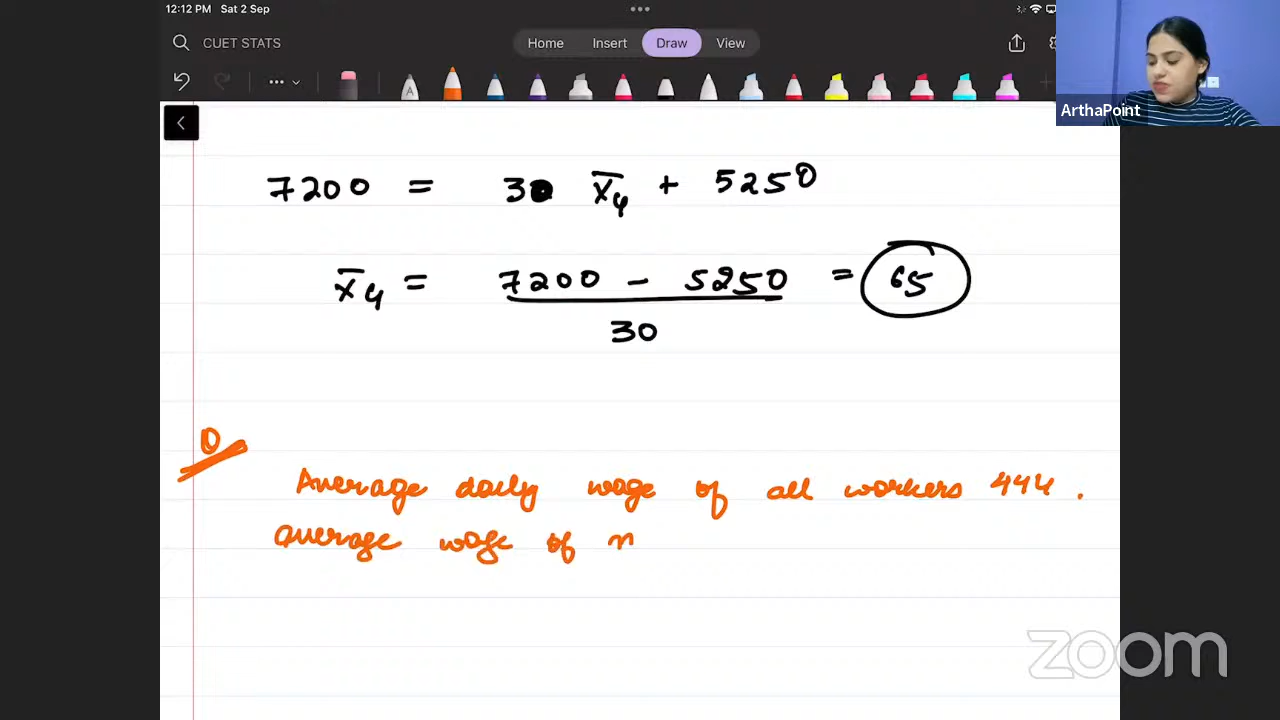 12:12 PM Sat 2 Sep
CUET STATS
Home Insert Draw View
A
ArthaPoint
7200 = 30 x̄₄ + 5250
x̄₄ = 7200 - 5250 = 65
30
Q
Average daily wage of all workers 444.
average wage of m
zoom